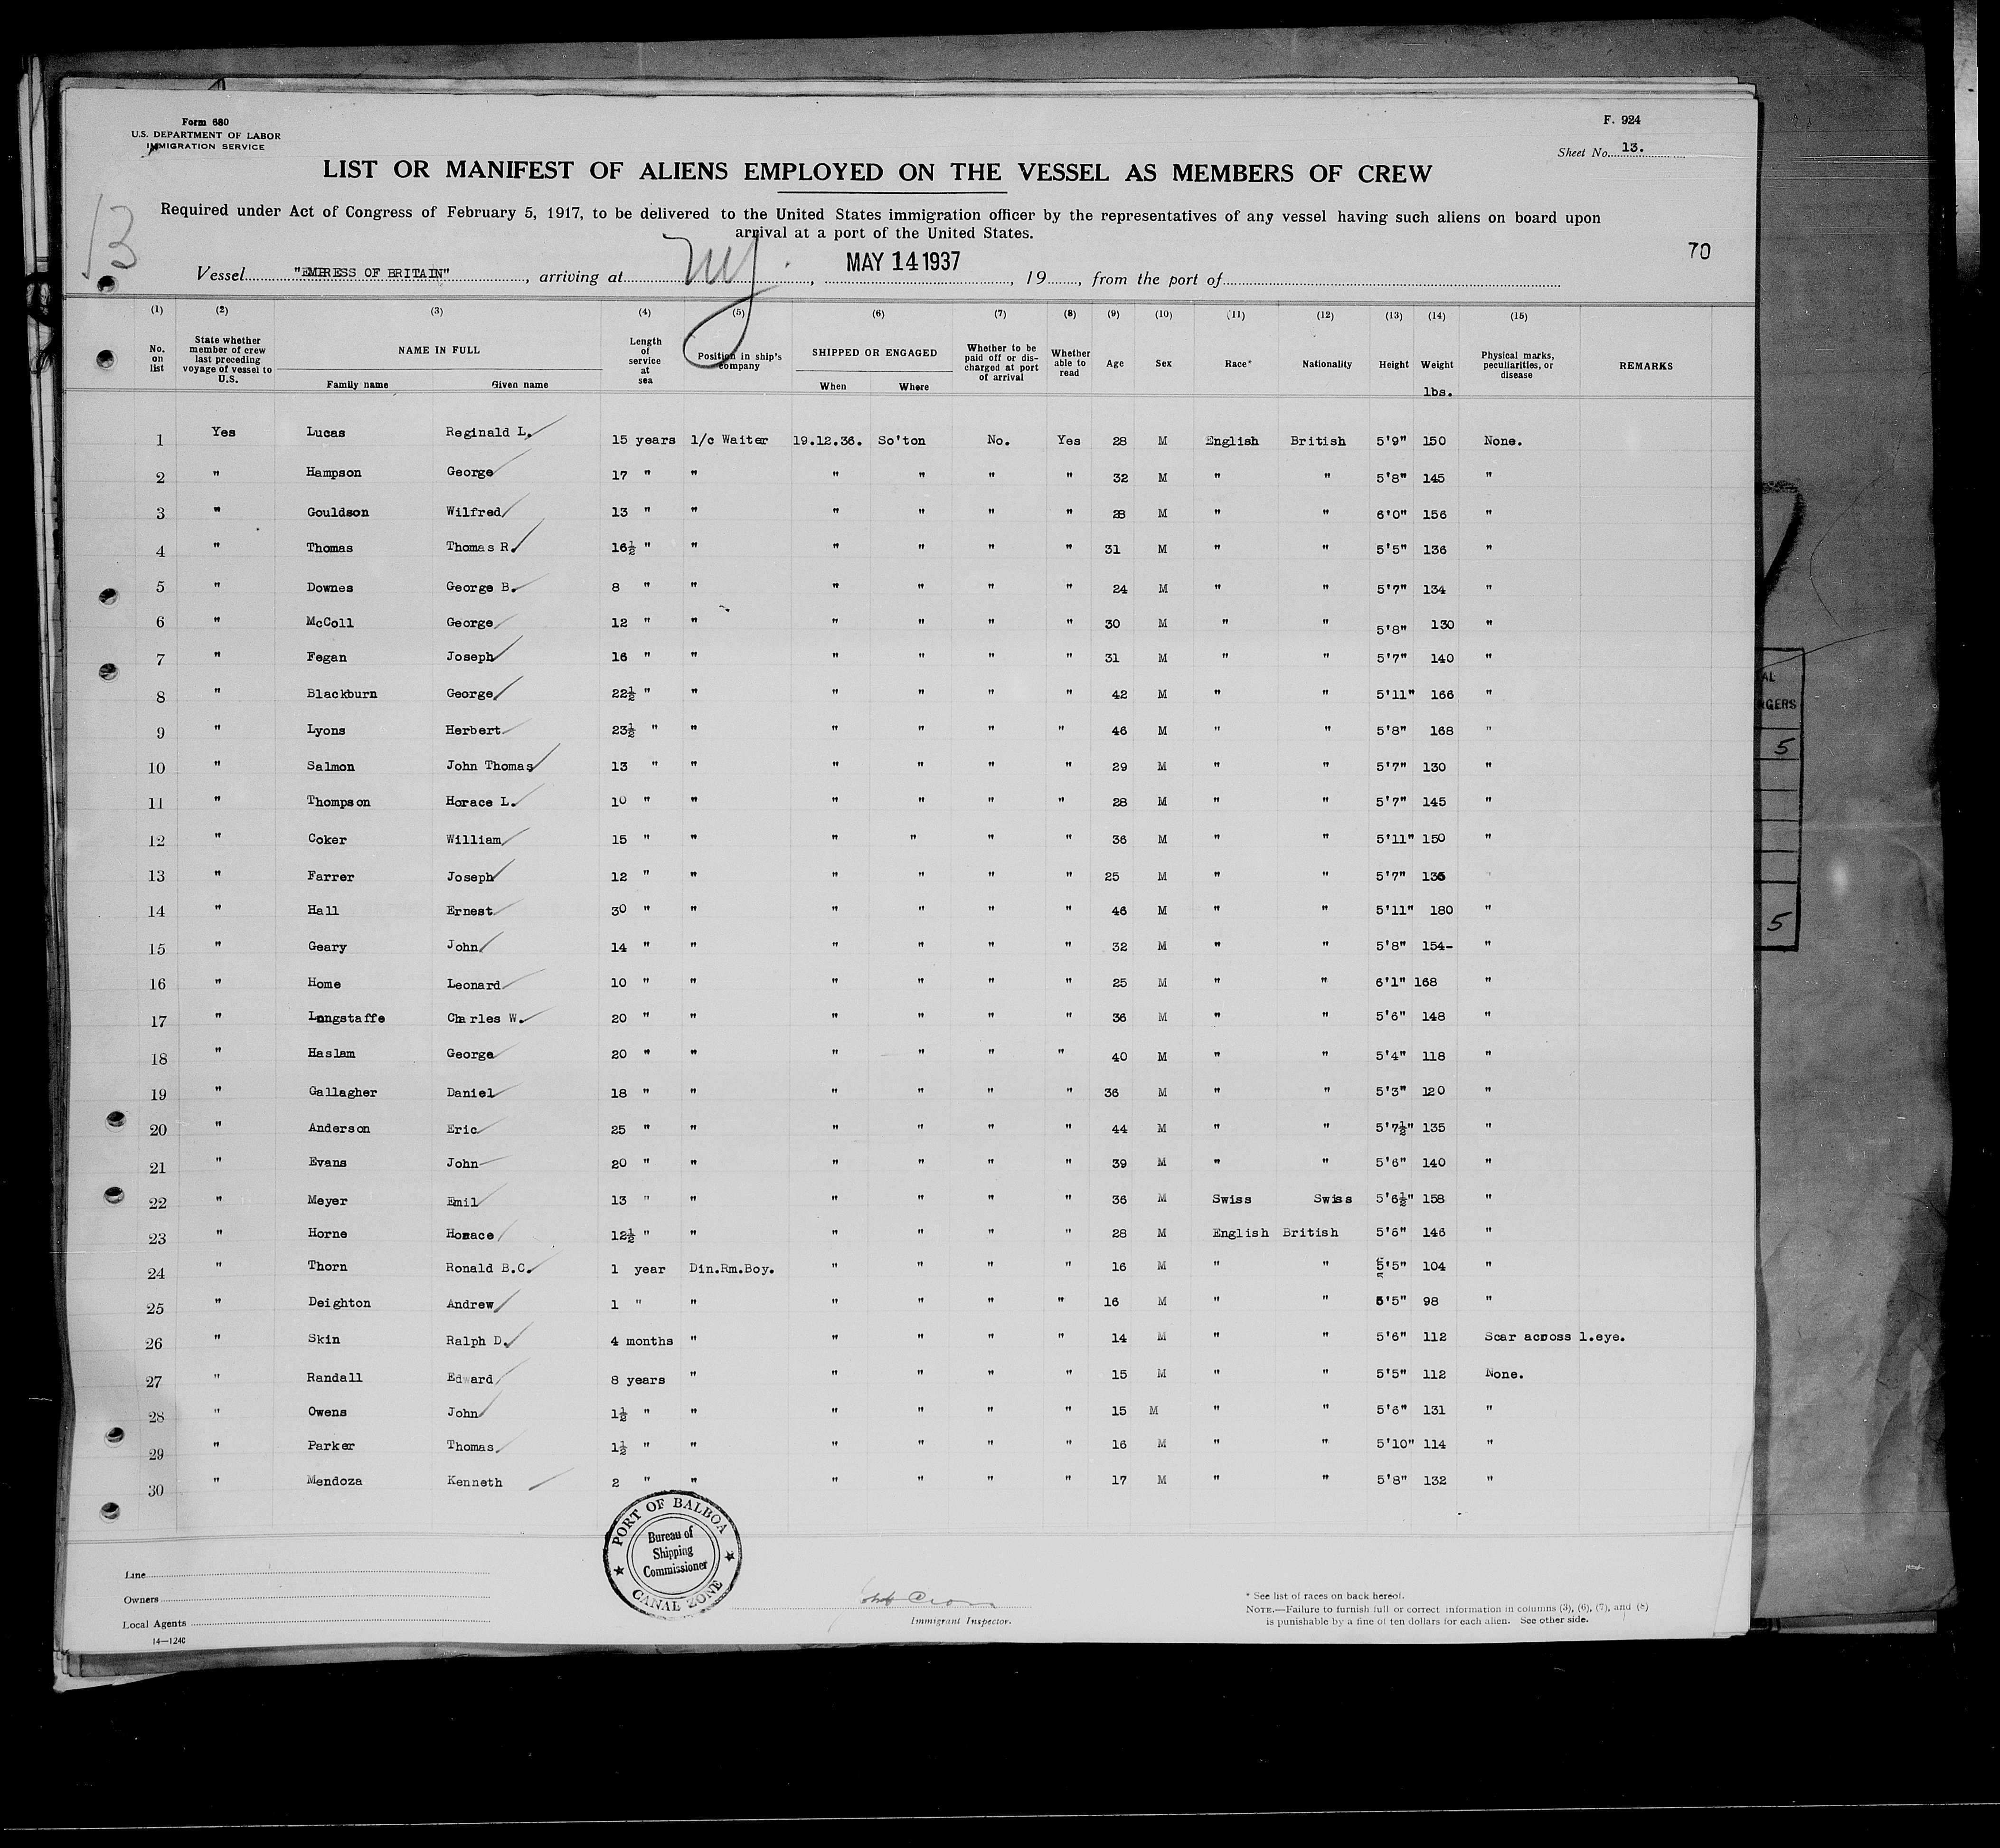 Form 680
U.S. DEPARTMENT OF LABOR
IMMIGRATION SERVICE
F. 924
Sheet No. 13.
LIST OR MANIFEST OF ALIENS EMPLOYED ON THE VESSEL AS MEMBERS OF CREW
Required under Act of Congress of February 5, 1917, to be delivered to the United States immigration officer by the representatives of any vessel having such aliens on board upon
arrival at a port of the United States.
13
70
Vessel "EMPRESS OF BRITAIN", arriving at NY. , MAY 14 1937, 19 , from the port of
(1) (2) (3) (4) (5) (6) (7) (8) (9) (10) (11) (12) (13) (14) (15)
No. on list | State whether member of crew last preceding voyage of vessel to U.S. | NAME IN FULL Family name Given name | Length of service at sea | Position in ship's company | SHIPPED OR ENGAGED When Where | Whether to be paid off or discharged at port of arrival | Whether able to read | Age | Sex | Race* | Nationality | Height | Weight lbs. | Physical marks, peculiarities, or disease | REMARKS
1 Yes Lucas Reginald L. 15 years 1/c Waiter 19.12.36. So'ton No. Yes 28 M English British 5'9" 150 None.
2 " Hampson George 17 " " " " " " 32 M " " 5'8" 145 "
3 " Gouldson Wilfred 13 " " " " " " 28 M " " 6'0" 156 "
4 " Thomas Thomas R. 16½ " " " " " " 31 M " " 5'5" 136 "
5 " Downes George B. 8 " " " " " " 24 M " " 5'7" 134 "
6 " McColl George 12 " " " " " " 30 M " " 5'8" 130 "
7 " Fegan Joseph 16 " " " " " " 31 M " " 5'7" 140 "
8 " Blackburn George 22½ " " " " " " 42 M " " 5'11" 166 "
9 " Lyons Herbert 23½ " " " " " " 46 M " " 5'8" 168 "
10 " Salmon John Thomas 13 " " " " " " 29 M " " 5'7" 130 "
11 " Thompson Horace L. 10 " " " " " " 28 M " " 5'7" 145 "
12 " Coker William 15 " " " " " " 36 M " " 5'11" 150 "
13 " Farrer Joseph 12 " " " " " " 25 M " " 5'7" 136 "
14 " Hall Ernest 30 " " " " " " 46 M " " 5'11" 180 "
15 " Geary John 14 " " " " " " 32 M " " 5'8" 154- "
16 " Home Leonard 10 " " " " " " 25 M " " 6'1" 168 "
17 " Longstaffe Charles W. 20 " " " " " " 36 M " " 5'6" 148 "
18 " Haslam George 20 " " " " " " 40 M " " 5'4" 118 "
19 " Gallagher Daniel 18 " " " " " " 36 M " " 5'3" 120 "
20 " Anderson Eric 25 " " " " " " 44 M " " 5'7½" 135 "
21 " Evans John 20 " " " " " " 39 M " " 5'6" 140 "
22 " Meyer Emil 13 " " " " " " 36 M Swiss Swiss 5'6½" 158 "
23 " Horne Horace 12½ " " " " " " 28 M English British 5'6" 146 "
24 " Thorn Ronald B.C. 1 year Din.Rm.Boy. " " " " 16 M " " 5'5" 104 "
25 " Deighton Andrew 1 " " " " " " 16 M " " 5'5" 98 "
26 " Skin Ralph D. 4 months " " " " " 14 M " " 5'6" 112 Scar across l.eye.
27 " Randall Edward 8 years " " " " " 15 M " " 5'5" 112 None.
28 " Owens John 1½ " " " " " " 15 M " " 5'6" 131 "
29 " Parker Thomas 1½ " " " " " " 16 M " " 5'10" 114 "
30 " Mendoza Kenneth 2 " " " " " " 17 M " " 5'8" 132 "
PORT OF BALBOA
Bureau of
Shipping
Commissioner
CANAL ZONE
Line
Owners
Local Agents
14—1240
Immigrant Inspector.
* See list of races on back hereof.
NOTE.—Failure to furnish full or correct information in columns (3), (6), (7), and (8)
is punishable by a fine of ten dollars for each alien. See other side.
5
5